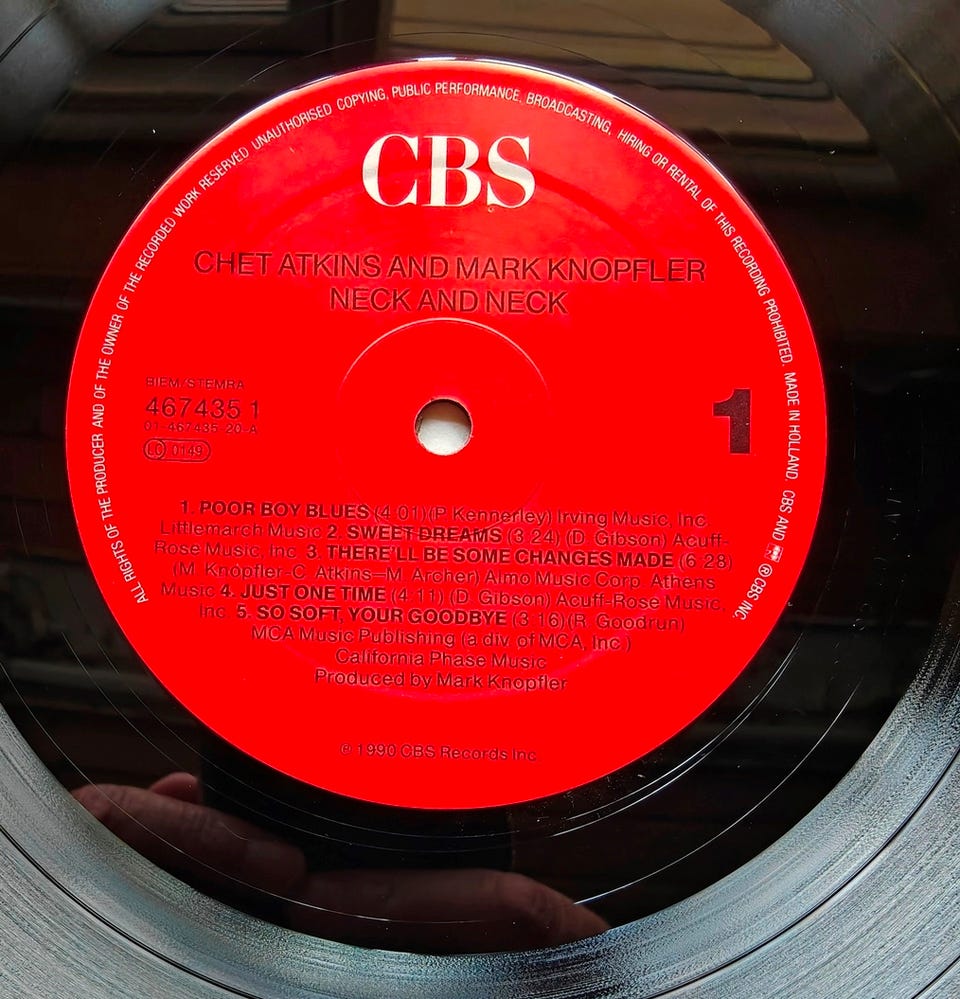 ALL RIGHTS OF THE PRODUCER AND OF THE OWNER OF THE RECORDED WORK RESERVED UNAUTHORISED COPYING, PUBLIC PERFORMANCE, BROADCASTING, HIRING OR RENTAL OF THIS RECORDING PROHIBITED. MADE IN HOLLAND. CBS AND ℗ CBS INC.
CBS
CHET ATKINS AND MARK KNOPFLER
NECK AND NECK
BIEM/STEMRA
467435 1
01-467435-20-A
LC 0149
1
1. POOR BOY BLUES (4 01)(P Kennerley) Irving Music, Inc
Littlemarch Music 2. SWEET DREAMS (3 24) (D. Gibson) Acuff-
Rose Music, Inc. 3. THERE'LL BE SOME CHANGES MADE (6 28)
(M. Knopfler–C. Atkins–M. Archer) Almo Music Corp. Athens
Music 4. JUST ONE TIME (4 11) (D. Gibson) Acuff-Rose Music,
Inc. 5. SO SOFT, YOUR GOODBYE (3 16)(R. Goodrun)
MCA Music Publishing (a div of MCA, Inc )
California Phase Music
Produced by Mark Knopfler
℗ 1990 CBS Records Inc